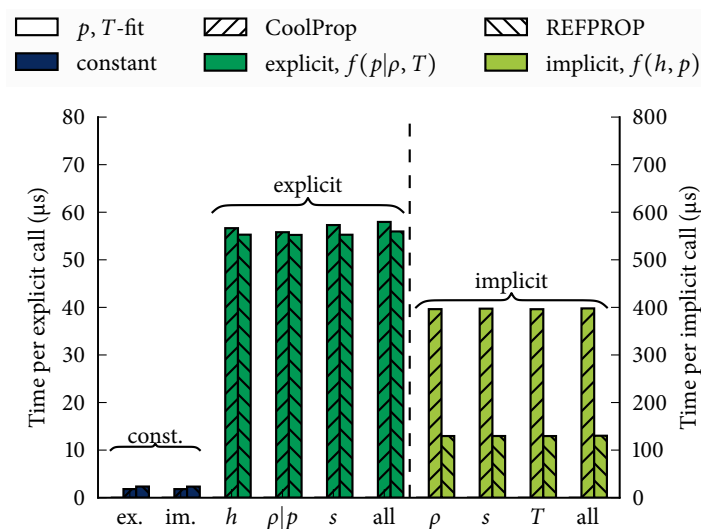 p, T-fit CoolProp REFPROP
constant explicit, f(p|ρ, T) implicit, f(h, p)
Time per explicit call (μs)
80
70
60
50
40
30
20
10
0
const.
explicit
implicit
800
700
600
500
400
300
200
100
0
Time per implicit call (μs)
ex. im. h ρ|p s all ρ s T all